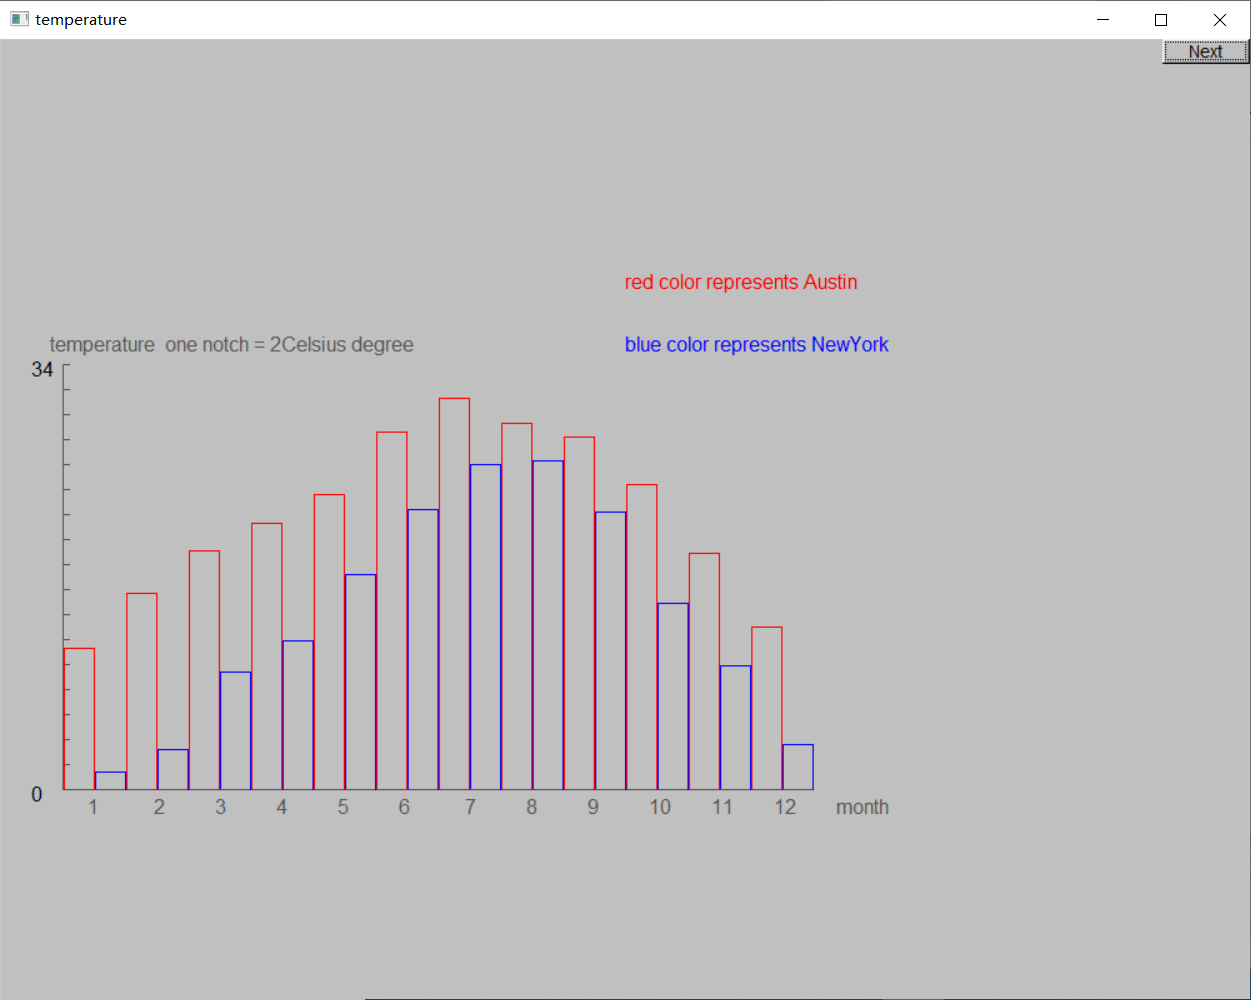 temperature
Next
red color represents Austin
temperature  one notch = 2Celsius degree
blue color represents NewYork
34
0
1 2 3 4 5 6 7 8 9 10 11 12 month